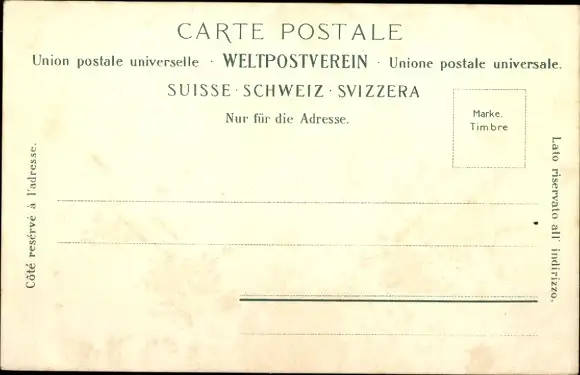 CARTE POSTALE
Union postale universelle · WELTPOSTVEREIN · Unione postale universale.
SUISSE · SCHWEIZ · SVIZZERA
Nur für die Adresse.
Marke.
Timbre
Côté resérvé à l'adresse.
Lato riservato all' indirizzo.